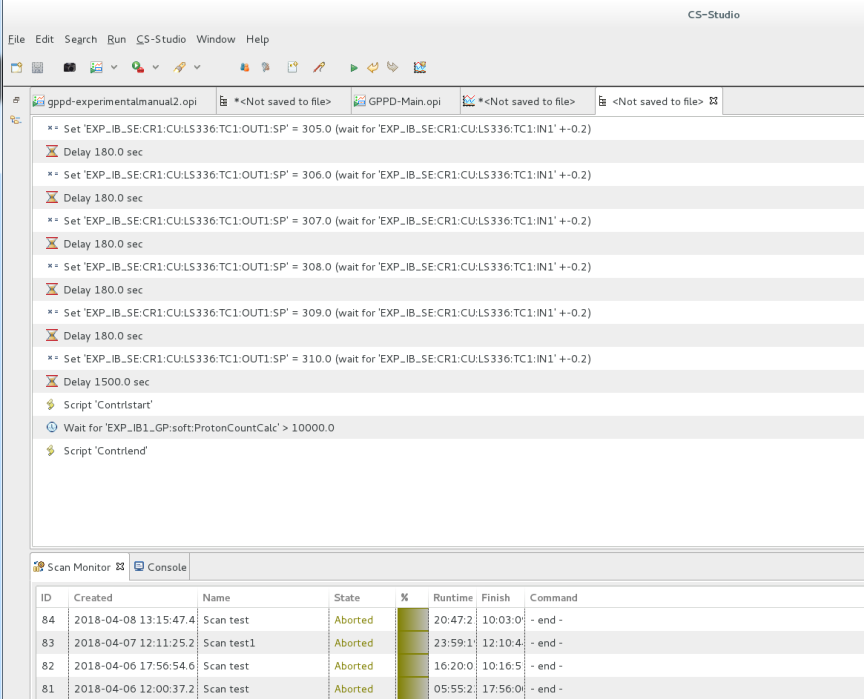 CS-Studio
File Edit Search Run CS-Studio Window Help
gppd-experimentalmanual2.opi *<Not saved to file> GPPD-Main.opi *<Not saved to file> <Not saved to file>
Set 'EXP_IB_SE:CR1:CU:LS336:TC1:OUT1:SP' = 305.0 (wait for 'EXP_IB_SE:CR1:CU:LS336:TC1:IN1' +-0.2)
Delay 180.0 sec
Set 'EXP_IB_SE:CR1:CU:LS336:TC1:OUT1:SP' = 306.0 (wait for 'EXP_IB_SE:CR1:CU:LS336:TC1:IN1' +-0.2)
Delay 180.0 sec
Set 'EXP_IB_SE:CR1:CU:LS336:TC1:OUT1:SP' = 307.0 (wait for 'EXP_IB_SE:CR1:CU:LS336:TC1:IN1' +-0.2)
Delay 180.0 sec
Set 'EXP_IB_SE:CR1:CU:LS336:TC1:OUT1:SP' = 308.0 (wait for 'EXP_IB_SE:CR1:CU:LS336:TC1:IN1' +-0.2)
Delay 180.0 sec
Set 'EXP_IB_SE:CR1:CU:LS336:TC1:OUT1:SP' = 309.0 (wait for 'EXP_IB_SE:CR1:CU:LS336:TC1:IN1' +-0.2)
Delay 180.0 sec
Set 'EXP_IB_SE:CR1:CU:LS336:TC1:OUT1:SP' = 310.0 (wait for 'EXP_IB_SE:CR1:CU:LS336:TC1:IN1' +-0.2)
Delay 1500.0 sec
Script 'Contrlstart'
Wait for 'EXP_IB1_GP:soft:ProtonCountCalc' > 10000.0
Script 'Contrlend'
Scan Monitor Console
ID Created Name State % Runtime Finish Command
84 2018-04-08 13:15:47.4 Scan test Aborted 20:47:2 10:03:0 - end -
83 2018-04-07 12:11:25.2 Scan test1 Aborted 23:59:1 12:10:4 - end -
82 2018-04-06 17:56:54.6 Scan test Aborted 16:20:0 10:16:5 - end -
81 2018-04-06 12:00:37.2 Scan test Aborted 05:55:2 17:56:0 - end -